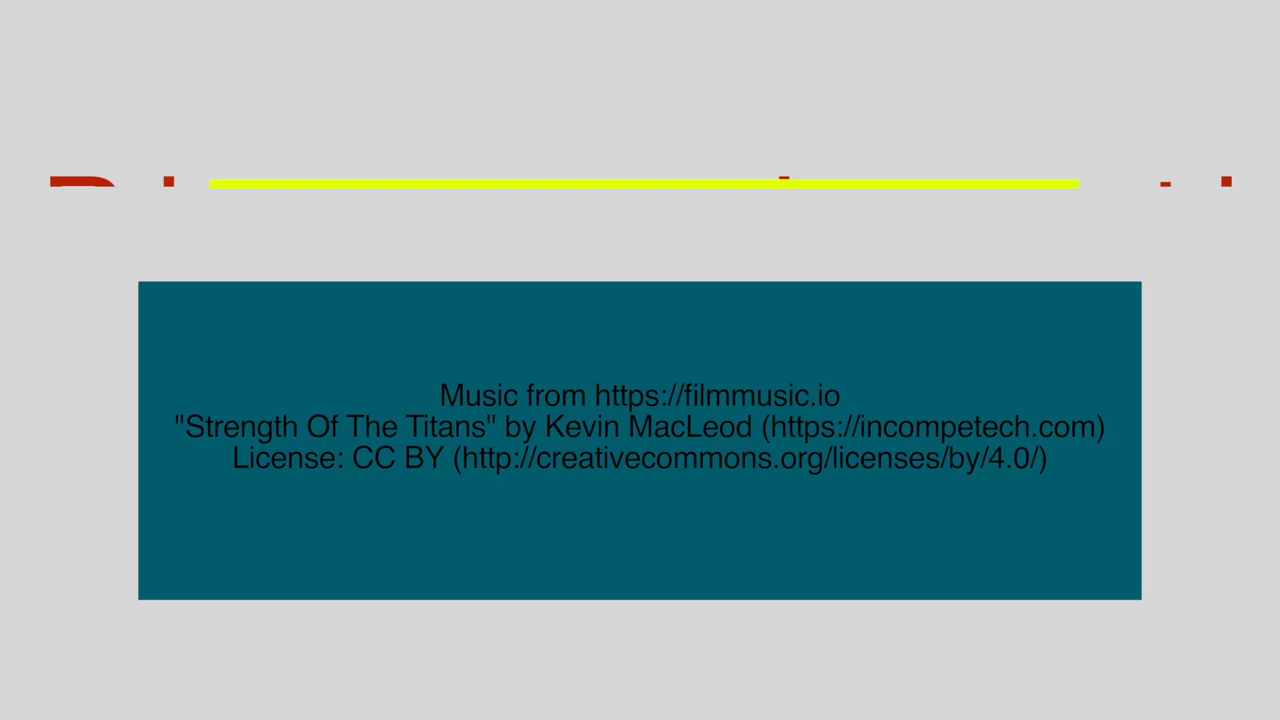 Music from https://filmmusic.io
"Strength Of The Titans" by Kevin MacLeod (https://incompetech.com)
License: CC BY (http://creativecommons.org/licenses/by/4.0/)